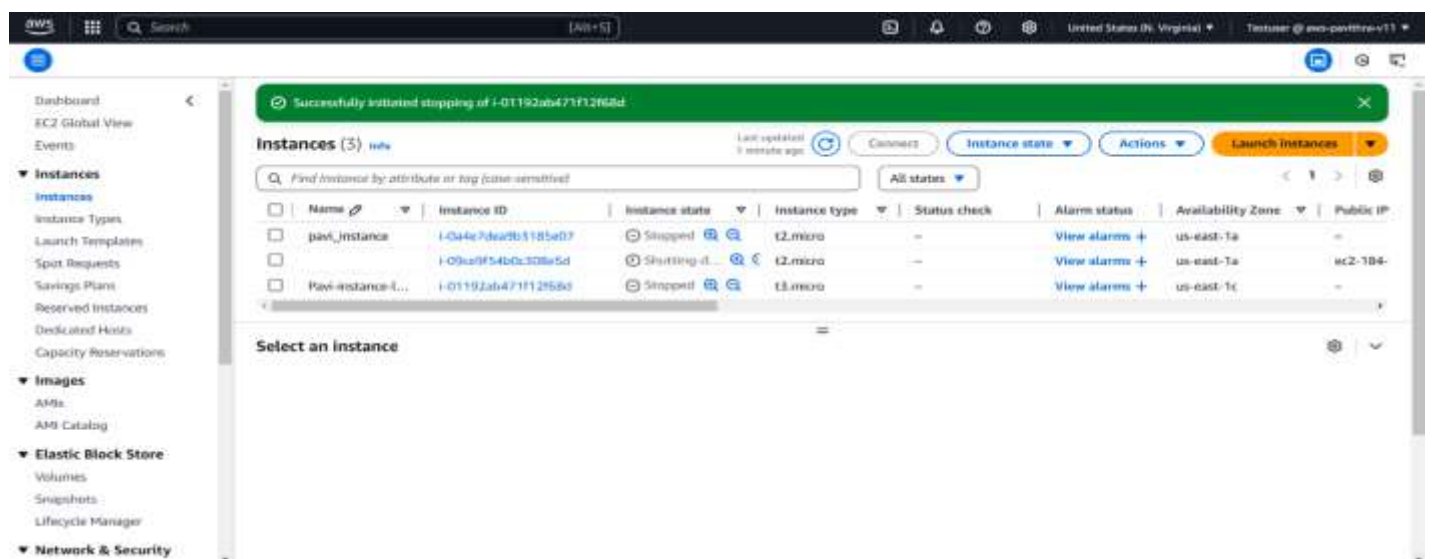 aws Search [Alt+S] United States (N. Virginia) Testuser @ aws-pavithra-v11
Dashboard
EC2 Global View
Events
Instances
Instances
Instance Types
Launch Templates
Spot Requests
Savings Plans
Reserved Instances
Dedicated Hosts
Capacity Reservations
Images
AMIs
AMI Catalog
Elastic Block Store
Volumes
Snapshots
Lifecycle Manager
Network & Security
Successfully initiated stopping of i-01192ab471f12f68d
Instances (3) Info
Last updated
1 minute ago
Connect Instance state Actions Launch instances
Find Instance by attribute or tag (case-sensitive)
All states
1
Name Instance ID Instance state Instance type Status check Alarm status Availability Zone Public IP
pavi_instance Stopped t2.micro – View alarms + us-east-1a –
Shutting-d... t2.micro – View alarms + us-east-1a ec2-184-
Pavi-instance-t... i-01192ab471f12f68d Stopped t3.micro – View alarms + us-east-1c –
Select an instance